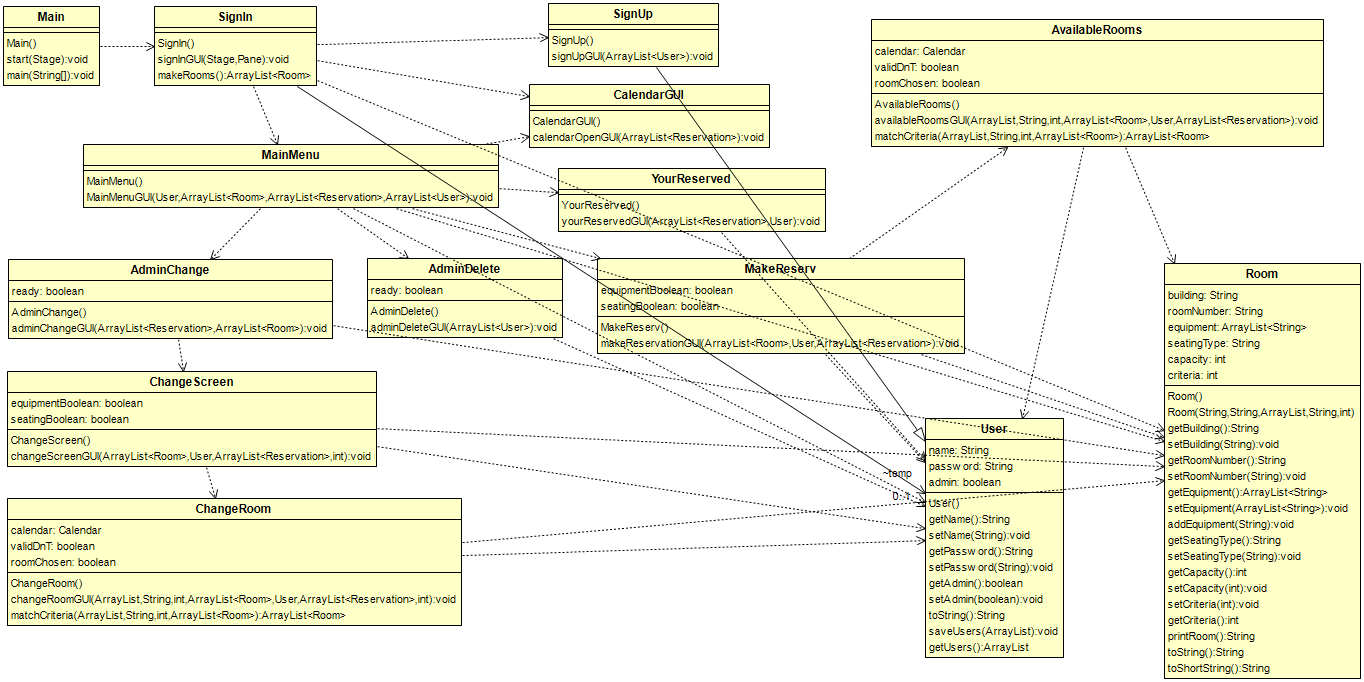 Main
Main()
start(Stage):void
main(String[]):void
SignIn
SignIn()
signInGUI(Stage,Pane):void
makeRooms():ArrayList<Room>
SignUp
SignUp()
signUpGUI(ArrayList<User>):void
CalendarGUI
CalendarGUI()
calendarOpenGUI(ArrayList<Reservation>):void
AvailableRooms
calendar: Calendar
validDnT: boolean
roomChosen: boolean
AvailableRooms()
availableRoomsGUI(ArrayList,String,int,ArrayList<Room>,User,ArrayList<Reservation>):void
matchCriteria(ArrayList,String,int,ArrayList<Room>):ArrayList<Room>
MainMenu
MainMenu()
MainMenuGUI(User,ArrayList<Room>,ArrayList<Reservation>,ArrayList<User>):void
YourReserved
YourReserved()
yourReservedGUI(ArrayList<Reservation>,User):void
AdminChange
ready: boolean
AdminChange()
adminChangeGUI(ArrayList<Reservation>,ArrayList<Room>):void
AdminDelete
ready: boolean
AdminDelete()
adminDeleteGUI(ArrayList<User>):void
MakeReserv
equipmentBoolean: boolean
seatingBoolean: boolean
MakeReserv()
makeReservationGUI(ArrayList<Room>,User,ArrayList<Reservation>):void
ChangeScreen
equipmentBoolean: boolean
seatingBoolean: boolean
ChangeScreen()
changeScreenGUI(ArrayList<Room>,User,ArrayList<Reservation>,int):void
ChangeRoom
calendar: Calendar
validDnT: boolean
roomChosen: boolean
ChangeRoom()
changeRoomGUI(ArrayList,String,int,ArrayList<Room>,User,ArrayList<Reservation>,int):void
matchCriteria(ArrayList,String,int,ArrayList<Room>):ArrayList<Room>
~temp
0..1
User
name: String
password: String
admin: boolean
User()
getName():String
setName(String):void
getPassword():String
setPassword(String):void
getAdmin():boolean
setAdmin(boolean):void
toString():String
saveUsers(ArrayList):void
getUsers():ArrayList
Room
building: String
roomNumber: String
equipment: ArrayList<String>
seatingType: String
capacity: int
criteria: int
Room()
Room(String,String,ArrayList,String,int)
getBuilding():String
setBuilding(String):void
getRoomNumber():String
setRoomNumber(String):void
getEquipment():ArrayList<String>
setEquipment(ArrayList<String>):void
addEquipment(String):void
getSeatingType():String
setSeatingType(String):void
getCapacity():int
setCapacity(int):void
setCriteria(int):void
getCriteria():int
printRoom():String
toString():String
toShortString():String